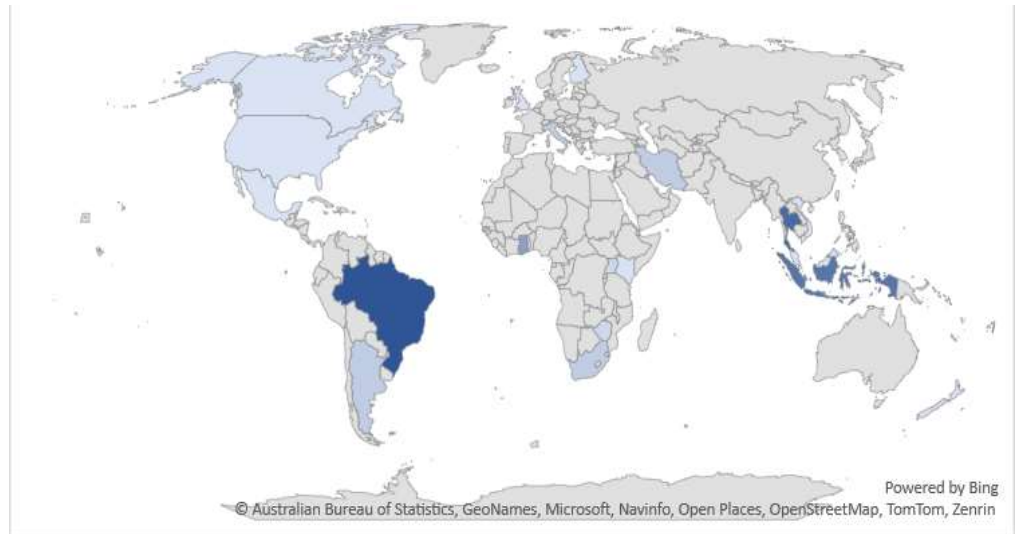 Powered by Bing
© Australian Bureau of Statistics, GeoNames, Microsoft, Navinfo, Open Places, OpenStreetMap, TomTom, Zenrin